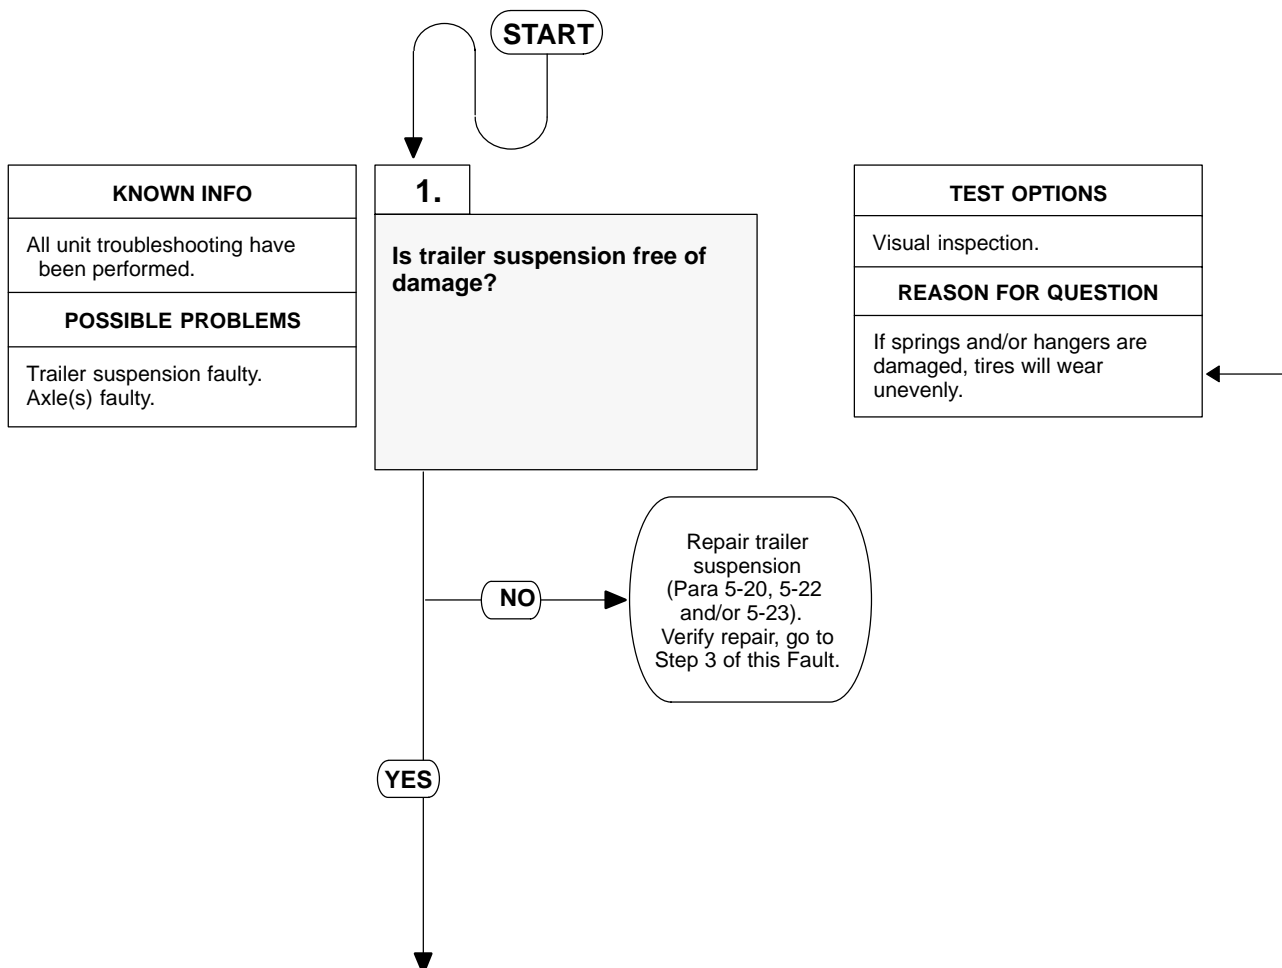 START
KNOWN INFO
All unit troubleshooting have
been performed.
POSSIBLE PROBLEMS
Trailer suspension faulty.
Axle(s) faulty.
1.
Is trailer suspension free of
damage?
TEST OPTIONS
Visual inspection.
REASON FOR QUESTION
If springs and/or hangers are
damaged, tires will wear
unevenly.
NO
Repair trailer
suspension
(Para 5-20, 5-22
and/or 5-23).
Verify repair, go to
Step 3 of this Fault.
YES